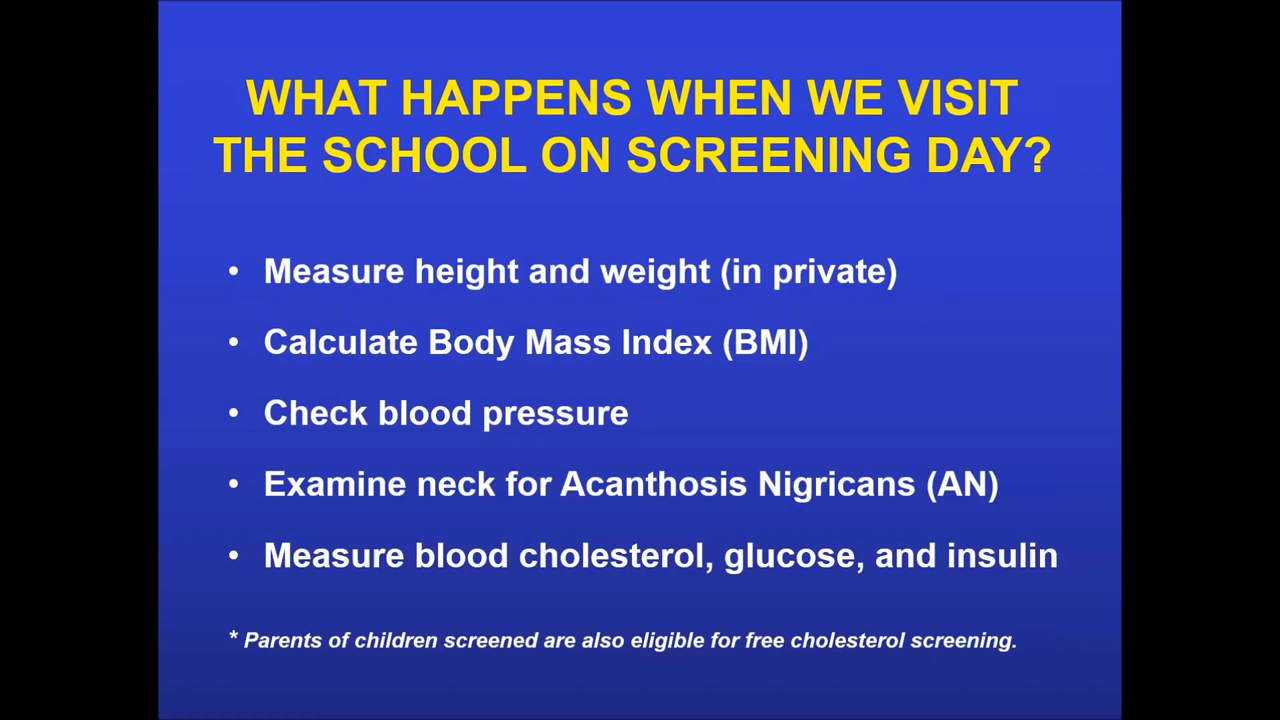 WHAT HAPPENS WHEN WE VISIT
THE SCHOOL ON SCREENING DAY?
• Measure height and weight (in private)
• Calculate Body Mass Index (BMI)
• Check blood pressure
• Examine neck for Acanthosis Nigricans (AN)
• Measure blood cholesterol, glucose, and insulin
* Parents of children screened are also eligible for free cholesterol screening.